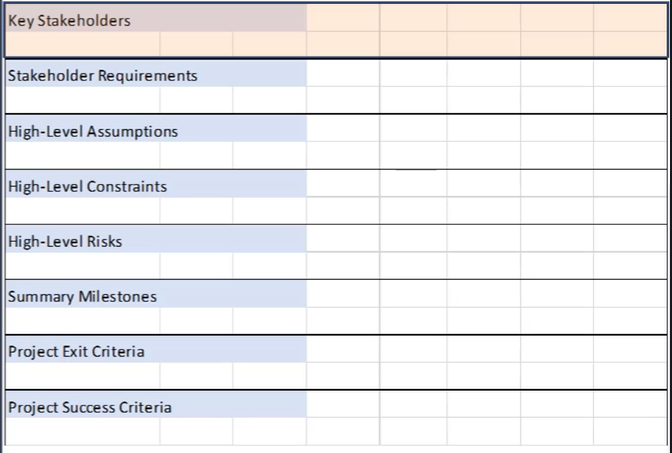 Key Stakeholders
Stakeholder Requirements
High-Level Assumptions
High-Level Constraints
High-Level Risks
Summary Milestones
Project Exit Criteria
Project Success Criteria